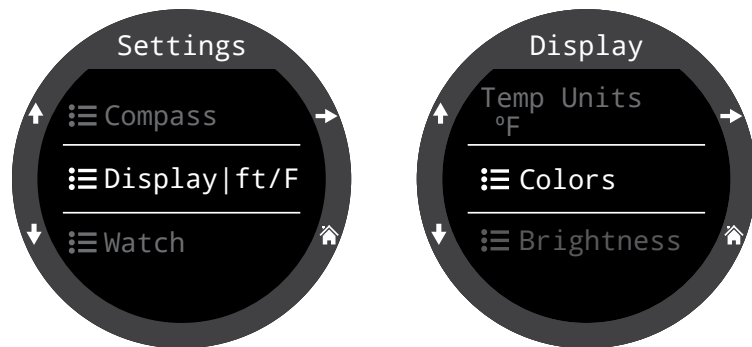 Settings
Compass
Display|ft/F
Watch
Display
Temp Units
ºF
Colors
Brightness